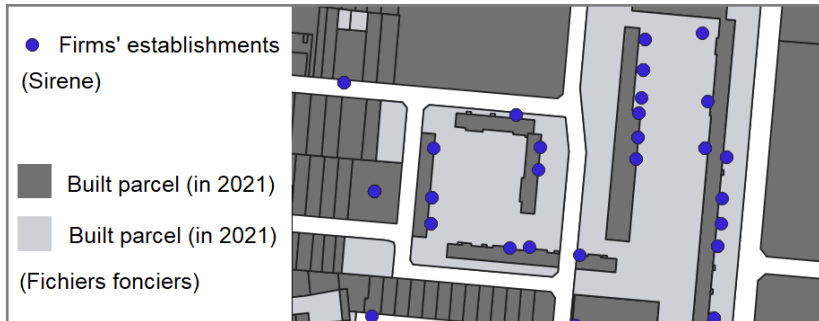 Firms' establishments
(Sirene)
Built parcel (in 2021)
Built parcel (in 2021)
(Fichiers fonciers)